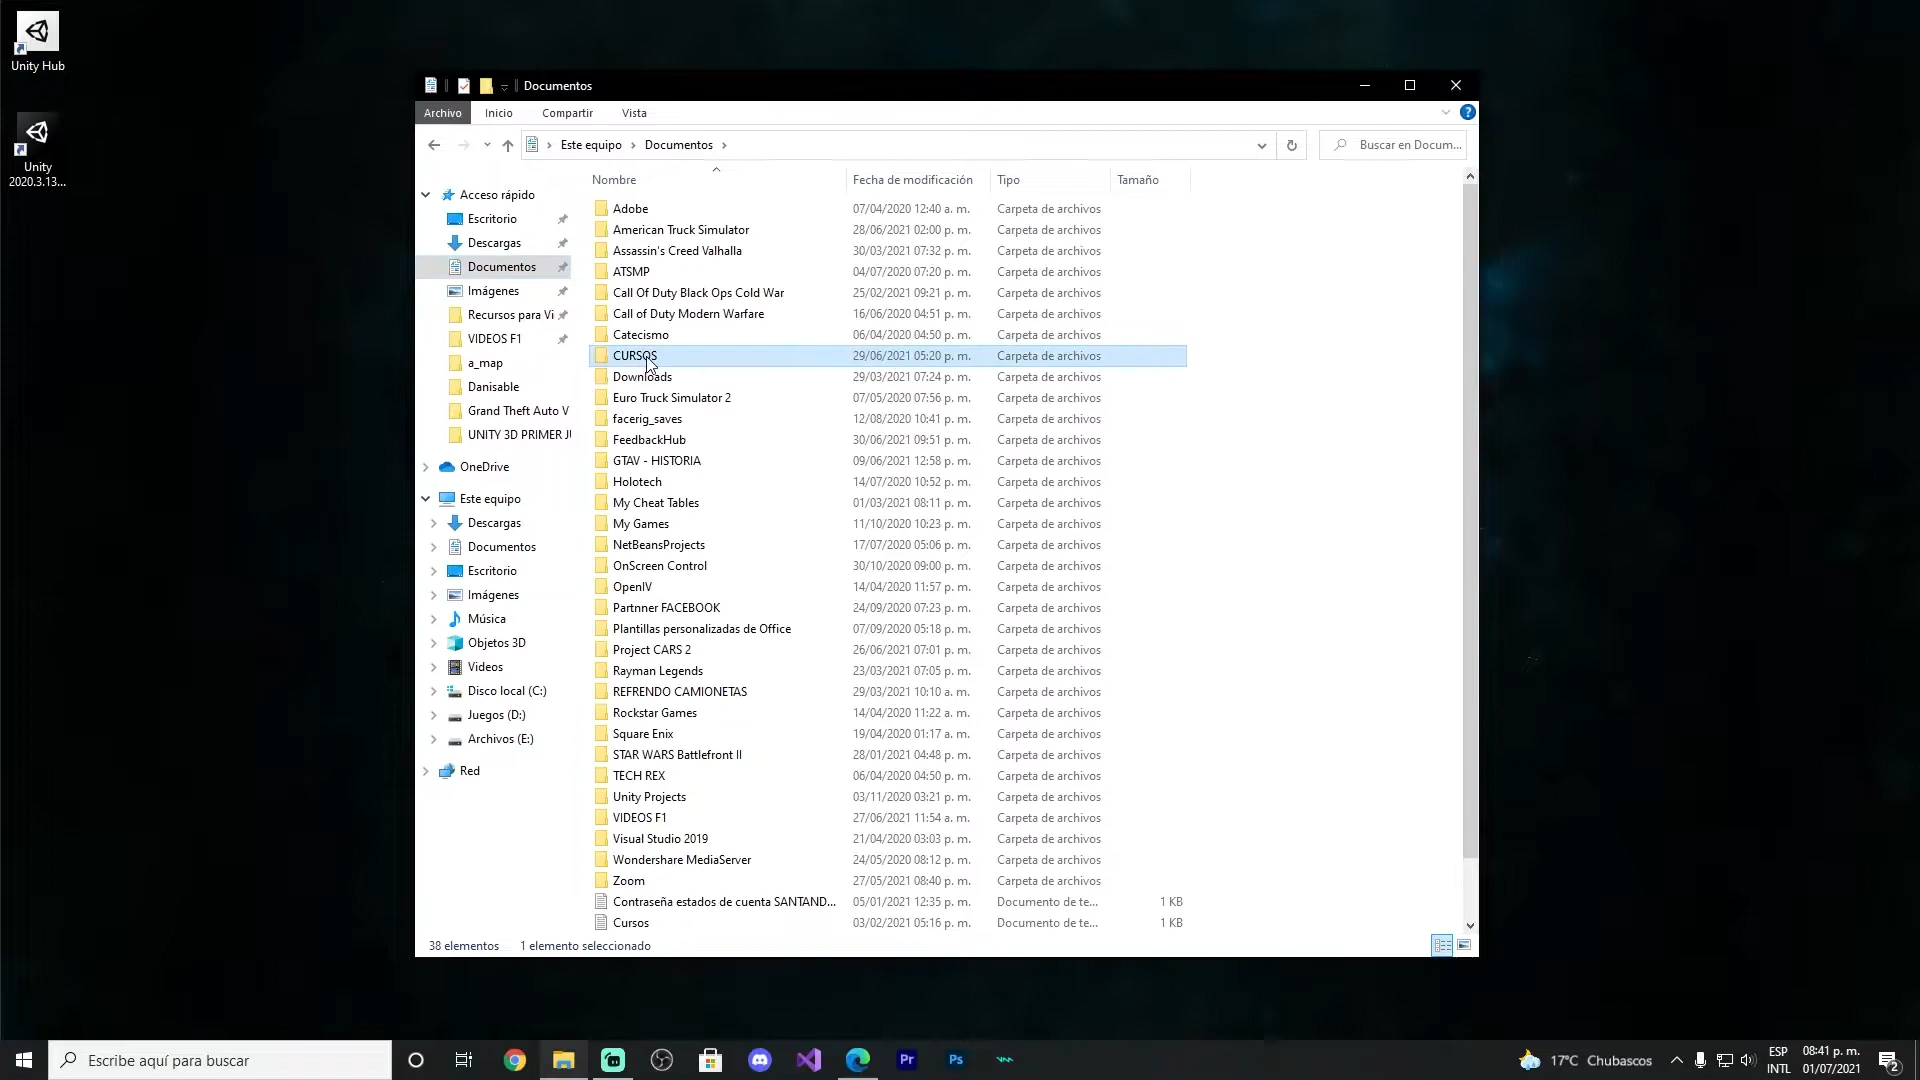 Unity Hub
Unity
2020.3.13...
Documentos
Archivo Inicio Compartir Vista
Este equipo Documentos
Buscar en Docum...
Nombre Fecha de modificación Tipo Tamaño
Acceso rápido
Escritorio
Descargas
Documentos
Imágenes
Recursos para Vi
VIDEOS F1
a_map
Danisable
Grand Theft Auto V
UNITY 3D PRIMER JU
OneDrive
Este equipo
Descargas
Documentos
Escritorio
Imágenes
Música
Objetos 3D
Videos
Disco local (C:)
Juegos (D:)
Archivos (E:)
Red
Adobe 07/04/2020 12:40 a. m. Carpeta de archivos
American Truck Simulator 28/06/2021 02:00 p. m. Carpeta de archivos
Assassin's Creed Valhalla 30/03/2021 07:32 p. m. Carpeta de archivos
ATSMP 04/07/2020 07:20 p. m. Carpeta de archivos
Call Of Duty Black Ops Cold War 25/02/2021 09:21 p. m. Carpeta de archivos
Call of Duty Modern Warfare 16/06/2020 04:51 p. m. Carpeta de archivos
Catecismo 06/04/2020 04:50 p. m. Carpeta de archivos
CURSOS 29/06/2021 05:20 p. m. Carpeta de archivos
Downloads 29/03/2021 07:24 p. m. Carpeta de archivos
Euro Truck Simulator 2 07/05/2020 07:56 p. m. Carpeta de archivos
facerig_saves 12/08/2020 10:41 p. m. Carpeta de archivos
FeedbackHub 30/06/2021 09:51 p. m. Carpeta de archivos
GTAV - HISTORIA 09/06/2021 12:58 p. m. Carpeta de archivos
Holotech 14/07/2020 10:52 p. m. Carpeta de archivos
My Cheat Tables 01/03/2021 08:11 p. m. Carpeta de archivos
My Games 11/10/2020 10:23 p. m. Carpeta de archivos
NetBeansProjects 17/07/2020 05:06 p. m. Carpeta de archivos
OnScreen Control 30/10/2020 09:00 p. m. Carpeta de archivos
OpenIV 14/04/2020 11:57 p. m. Carpeta de archivos
Partnner FACEBOOK 24/09/2020 07:23 p. m. Carpeta de archivos
Plantillas personalizadas de Office 07/09/2020 05:18 p. m. Carpeta de archivos
Project CARS 2 26/06/2021 07:01 p. m. Carpeta de archivos
Rayman Legends 23/03/2021 07:05 p. m. Carpeta de archivos
REFRENDO CAMIONETAS 29/03/2021 10:10 a. m. Carpeta de archivos
Rockstar Games 14/04/2020 11:22 a. m. Carpeta de archivos
Square Enix 19/04/2020 01:17 a. m. Carpeta de archivos
STAR WARS Battlefront II 28/01/2021 04:48 p. m. Carpeta de archivos
TECH REX 06/04/2020 04:50 p. m. Carpeta de archivos
Unity Projects 03/11/2020 03:21 p. m. Carpeta de archivos
VIDEOS F1 27/06/2021 11:54 a. m. Carpeta de archivos
Visual Studio 2019 21/04/2020 03:03 p. m. Carpeta de archivos
Wondershare MediaServer 24/05/2020 08:12 p. m. Carpeta de archivos
Zoom 27/05/2021 08:40 p. m. Carpeta de archivos
Contraseña estados de cuenta SANTAND... 05/01/2021 12:35 p. m. Documento de te... 1 KB
Cursos 03/02/2021 05:16 p. m. Documento de te... 1 KB
38 elementos 1 elemento seleccionado
Escribe aquí para buscar
Pr
Ps
17°C Chubascos
ESP
INTL
08:41 p. m.
01/07/2021
2